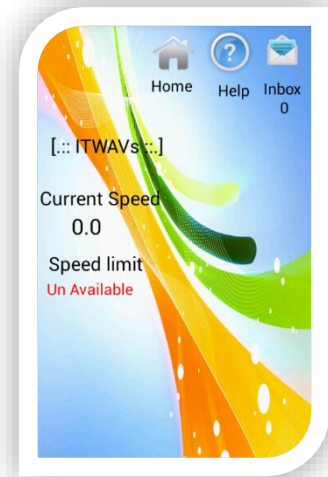 Home Help Inbox
0
[.:: ITWAVs ::.]
Current Speed
0.0
Speed limit
Un Available